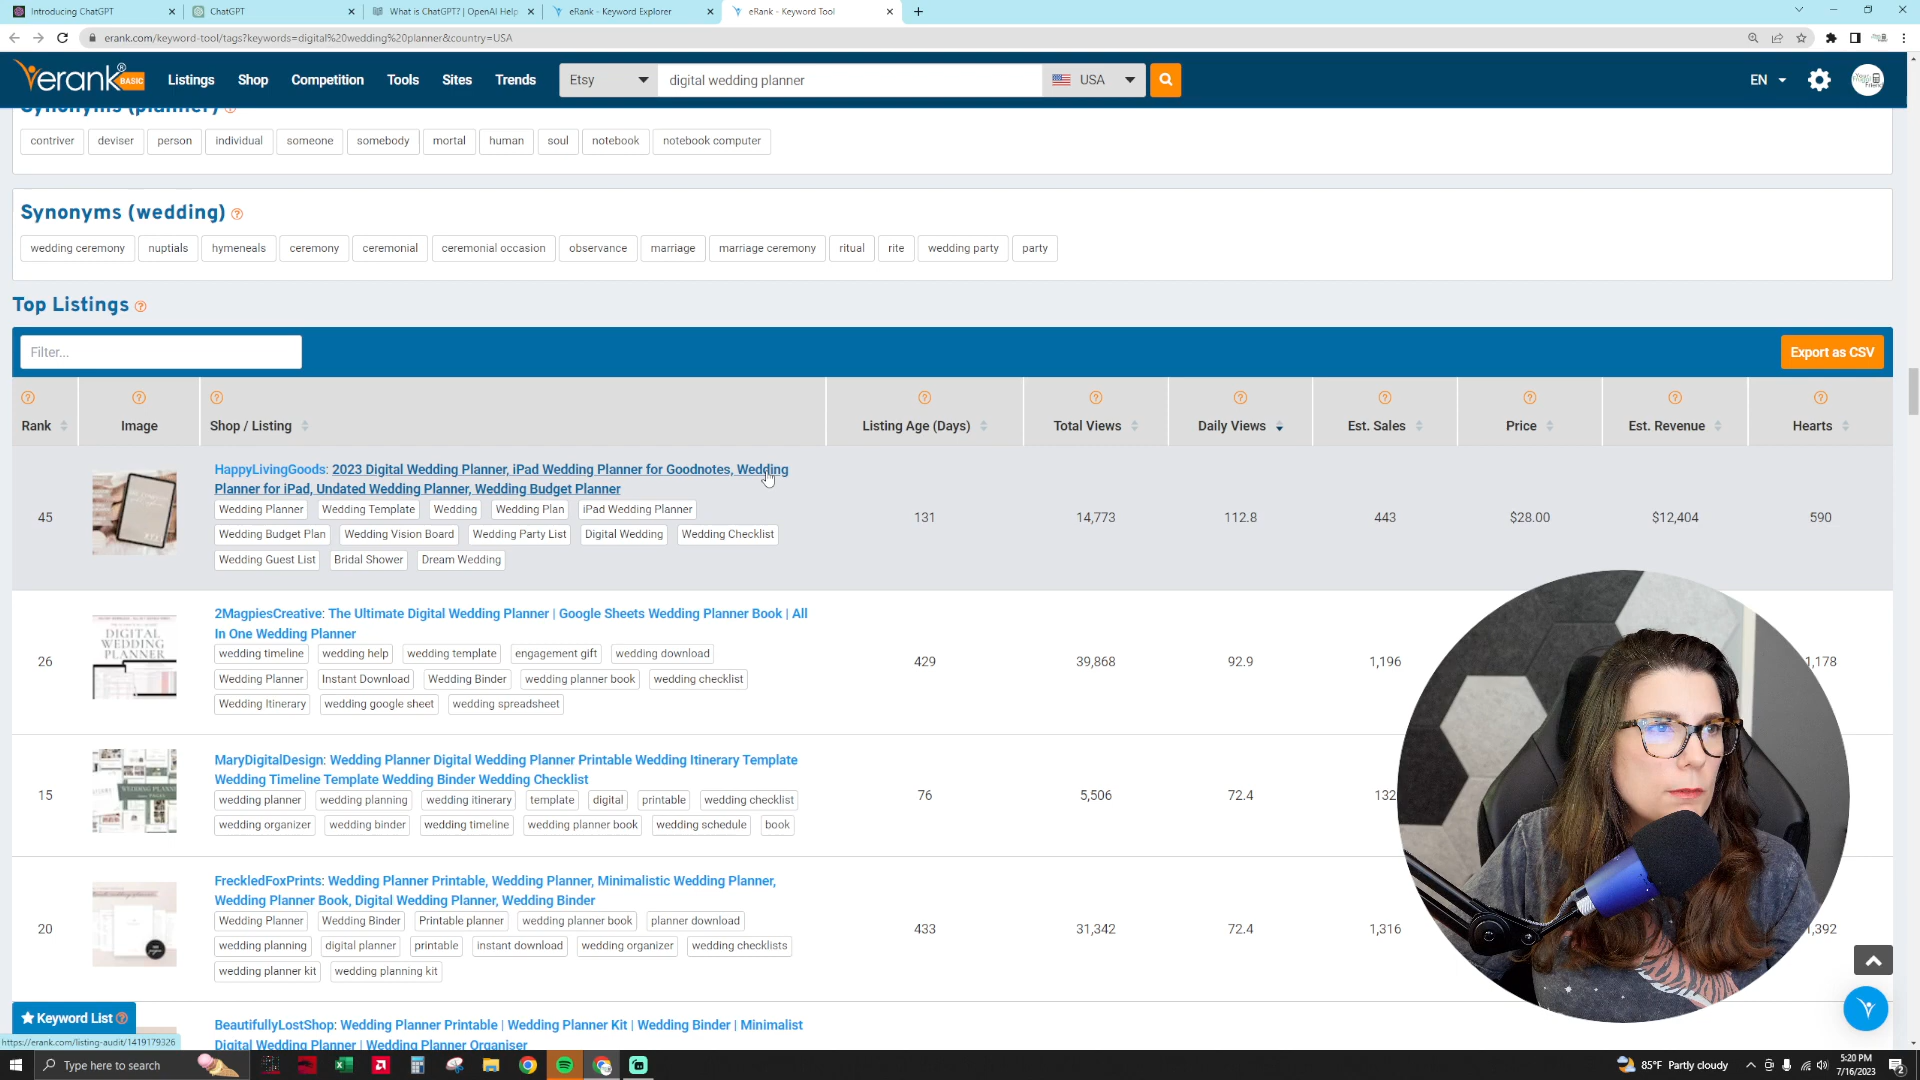 Introducing ChatGPT
ChatGPT
What is ChatGPT? | OpenAI Help
eRank - Keyword Explorer
eRank - Keyword Tool
erank.com/keyword-tool/tags?keywords=digital%20wedding%20planner&country=USA
erank® BASIC
Listings Shop Competition Tools Sites Trends
Etsy digital wedding planner USA
EN
Synonyms (planner)
contriver deviser person individual someone somebody mortal human soul notebook notebook computer
Synonyms (wedding)
wedding ceremony nuptials hymeneals ceremony ceremonial ceremonial occasion observance marriage marriage ceremony ritual rite wedding party party
Top Listings
Filter...
Export as CSV
Rank Image Shop / Listing Listing Age (Days) Total Views Daily Views Est. Sales Price Est. Revenue Hearts
HappyLivingGoods: 2023 Digital Wedding Planner, iPad Wedding Planner for Goodnotes, Wedding
Planner for iPad, Undated Wedding Planner, Wedding Budget Planner
Wedding Planner Wedding Template Wedding Wedding Plan iPad Wedding Planner
45 131 14,773 112.8 443 $28.00 $12,404 590
Wedding Budget Plan Wedding Vision Board Wedding Party List Digital Wedding Wedding Checklist
Wedding Guest List Bridal Shower Dream Wedding
2MagpiesCreative: The Ultimate Digital Wedding Planner | Google Sheets Wedding Planner Book | All
In One Wedding Planner
DIGITAL
WEDDING
PLANNER
wedding timeline wedding help wedding template engagement gift wedding download
26 429 39,868 92.9 1,196 1,178
Wedding Planner Instant Download Wedding Binder wedding planner book wedding checklist
Wedding Itinerary wedding google sheet wedding spreadsheet
MaryDigitalDesign: Wedding Planner Digital Wedding Planner Printable Wedding Itinerary Template
Wedding Timeline Template Wedding Binder Wedding Checklist
wedding planner wedding planning wedding itinerary template digital printable wedding checklist
15 76 5,506 72.4 132
wedding organizer wedding binder wedding timeline wedding planner book wedding schedule book
FreckledFoxPrints: Wedding Planner Printable, Wedding Planner, Minimalistic Wedding Planner,
Wedding Planner Book, Digital Wedding Planner, Wedding Binder
Wedding Planner Wedding Binder Printable planner wedding planner book planner download
20 433 31,342 72.4 1,316 1,392
wedding planning digital planner printable instant download wedding organizer wedding checklists
wedding planner kit wedding planning kit
Keyword List
BeautifullyLostShop: Wedding Planner Printable | Wedding Planner Kit | Wedding Binder | Minimalist
Digital Wedding Planner | Wedding Planner Organiser
https://erank.com/listing-audit/1419179326
Type here to search
85°F Partly cloudy
5:20 PM
7/16/2023